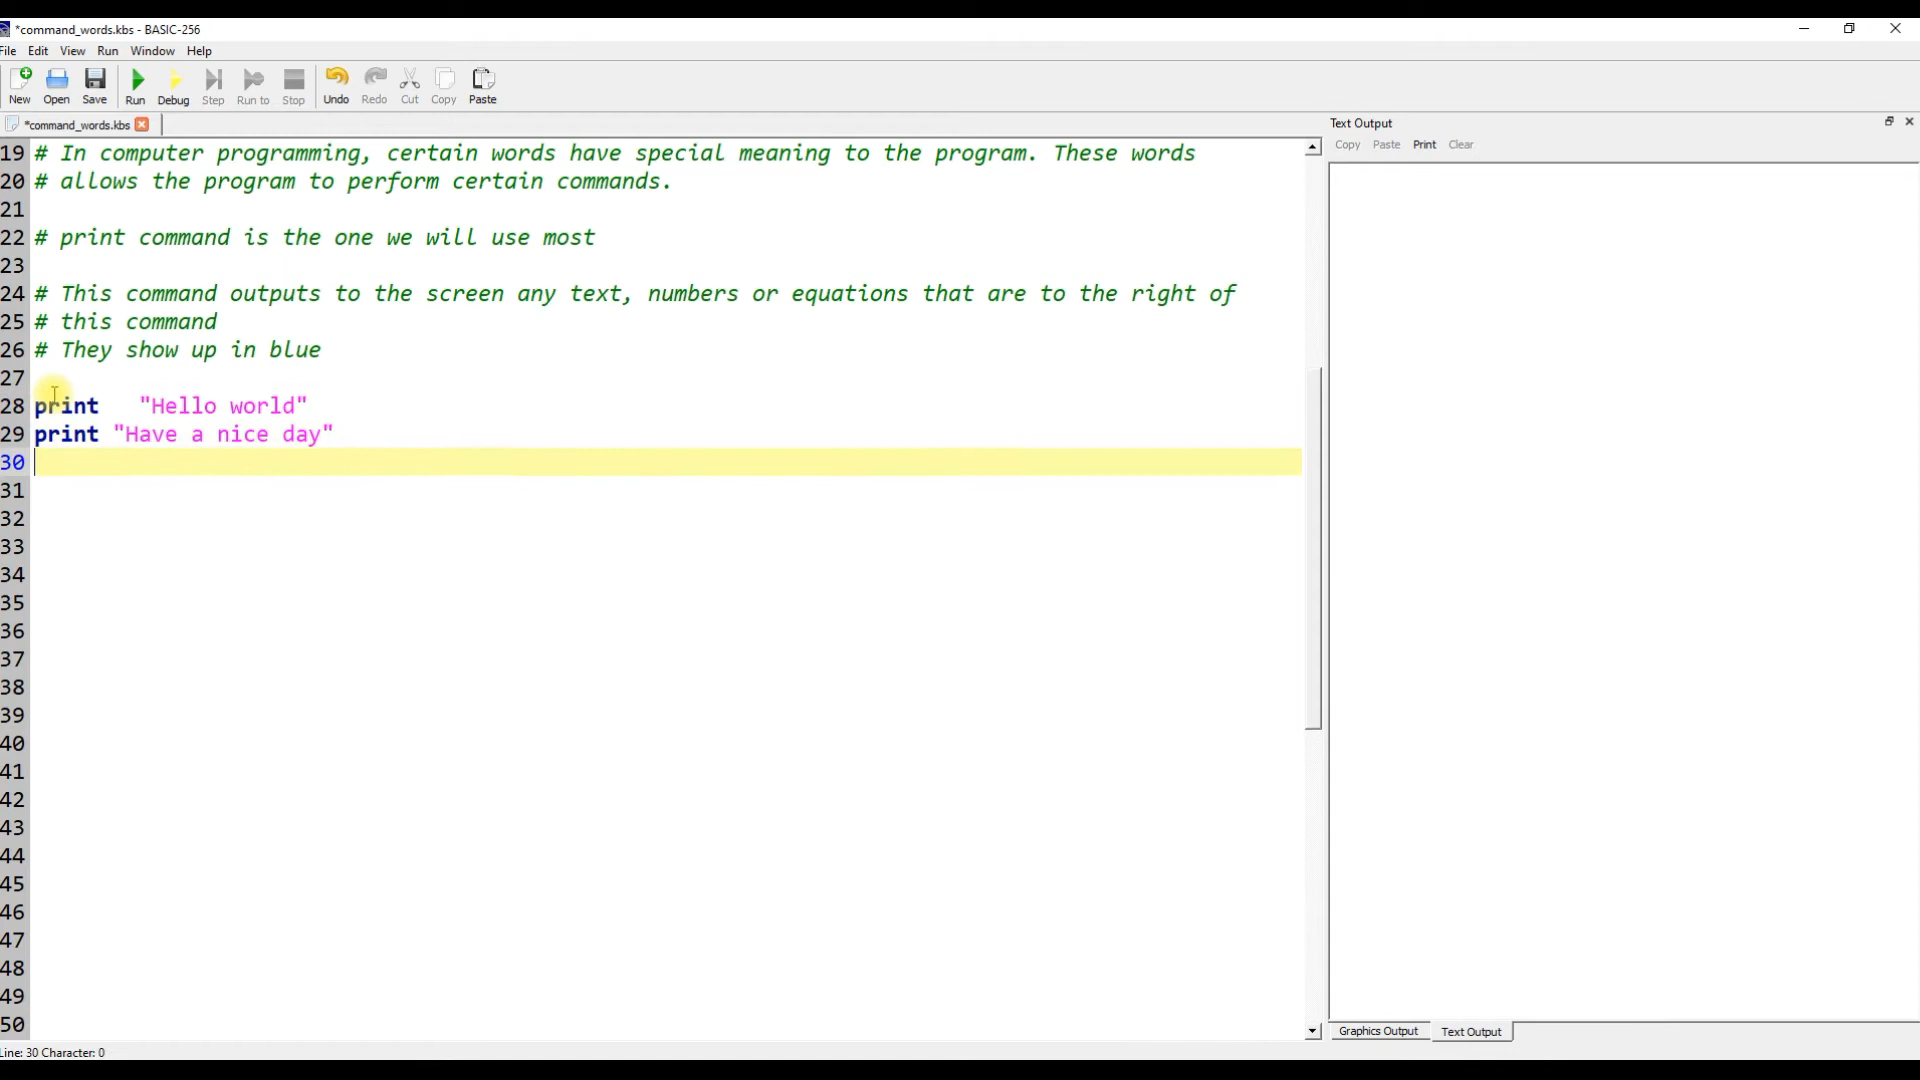 *command_words.kbs - BASIC-256
File Edit View Run Window Help
New Open Save Run Debug Step Run to Stop Undo Redo Cut Copy Paste
*command_words.kbs
Text Output
Copy Paste Print Clear
19 # In computer programming, certain words have special meaning to the program. These words
20 # allows the program to perform certain commands.
21
22 # print command is the one we will use most
23
24 # This command outputs to the screen any text, numbers or equations that are to the right of
25 # this command
26 # They show up in blue
27
28 print   "Hello world"
29 print "Have a nice day"
30
31
32
33
34
35
36
37
38
39
40
41
42
43
44
45
46
47
48
49
50
Graphics Output Text Output
Line: 30 Character: 0